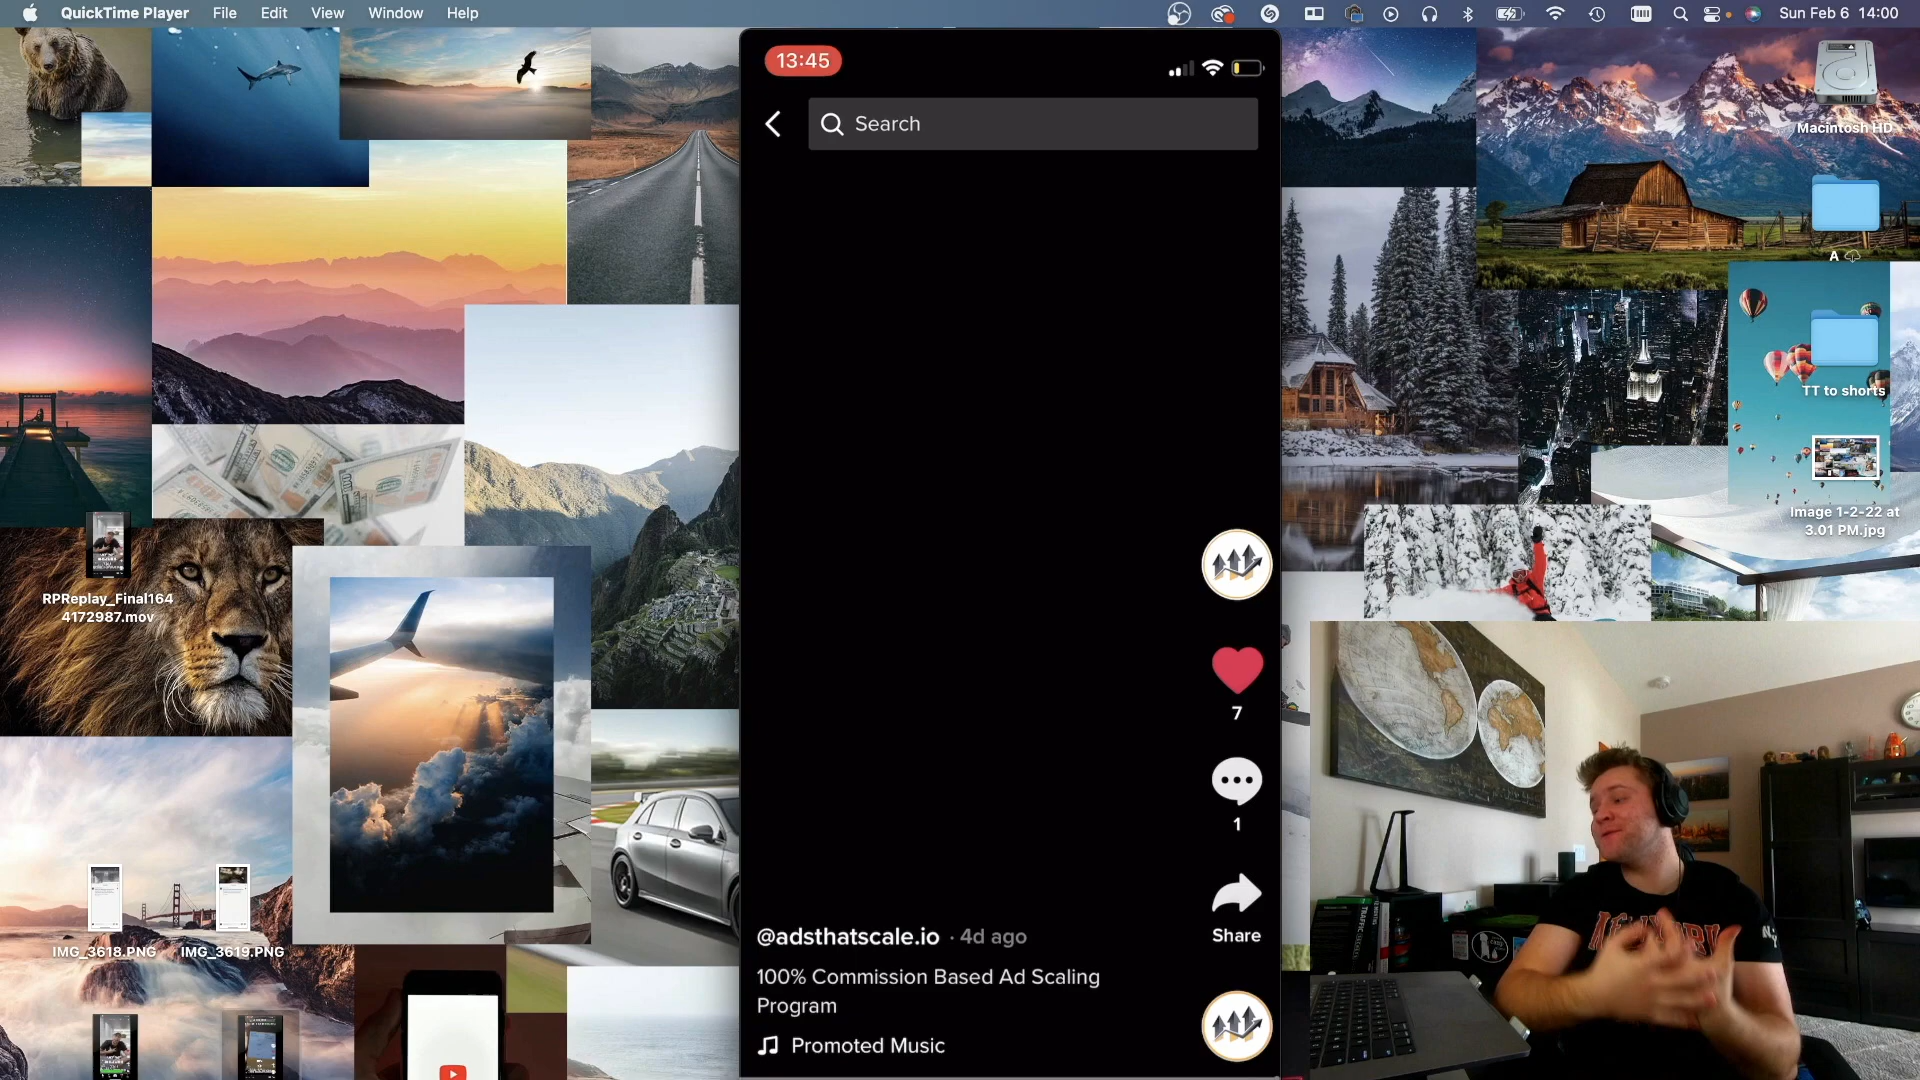 QuickTime Player File Edit View Window Help
Sun Feb 6 14:00
13:45
Search
Macintosh HD
A
TT to shorts
Image 1-2-22 at
3.01 PM.jpg
RPReplay_Final164
4172987.mov
7
1
Share
IMG_3618.PNG IMG_3619.PNG
@adsthatscale.io · 4d ago
100% Commission Based Ad Scaling
Program
Promoted Music